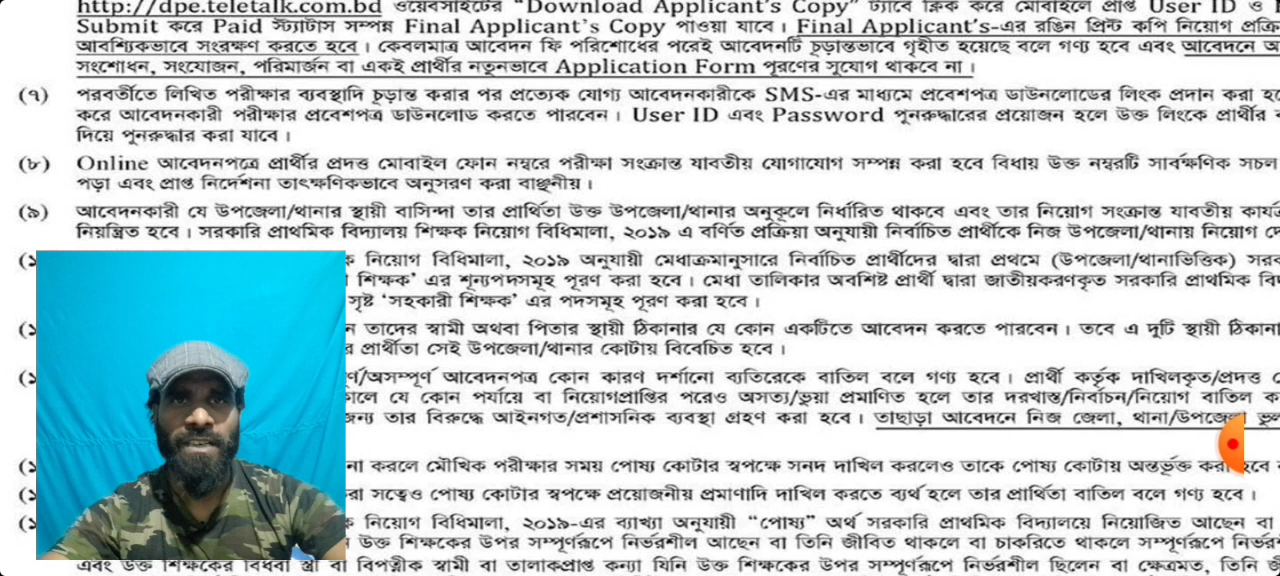 http://dpe.teletalk.com.bd ওয়েবসাইটের “Download Applicant's Copy” ট্যাবে ক্লিক করে মোবাইলে প্রাপ্ত User ID ও
Submit করে Paid স্ট্যাটাস সম্পন্ন Final Applicant's Copy পাওয়া যাবে। Final Applicant's-এর রঙিন প্রিন্ট কপি নিয়োগ
আবশ্যিকভাবে সংরক্ষণ করতে হবে। কেবলমাত্র আবেদন ফি পরিশোধের পরেই আবেদনটি চূড়ান্তভাবে গৃহীত হয়েছে বলে গণ্য হবে এবং আবেদনে
সংশোধন, সংযোজন, পরিমার্জন বা একই প্রার্থীর নতুনভাবে Application Form পূরণের সুযোগ থাকবে না।
(৭) পরবর্তীতে লিখিত পরীক্ষার ব্যবস্থাদি চূড়ান্ত করার পর প্রত্যেক যোগ্য আবেদনকারীকে SMS-এর মাধ্যমে প্রবেশপত্র ডাউনলোডের লিংক প্রদান করা
করে আবেদনকারী পরীক্ষার প্রবেশপত্র ডাউনলোড করতে পারবেন। User ID এবং Password পুনরুদ্ধারের প্রয়োজন হলে উক্ত লিংকে প্রার্থীর
দিয়ে পুনরুদ্ধার করা যাবে।
(৮) Online আবেদনপত্রে প্রার্থীর প্রদত্ত মোবাইল ফোন নম্বরে পরীক্ষা সংক্রান্ত যাবতীয় যোগাযোগ সম্পন্ন করা হবে বিধায় উক্ত নম্বরটি সার্বক্ষণিক সচল
পড়া এবং প্রাপ্ত নির্দেশনা তাৎক্ষণিকভাবে অনুসরণ করা বাঞ্ছনীয়।
(৯) আবেদনকারী যে উপজেলা/থানার স্থায়ী বাসিন্দা তার প্রার্থিতা উক্ত উপজেলা/থানার অনুকূলে নির্ধারিত থাকবে এবং তার নিয়োগ সংক্রান্ত যাবতীয়
নিয়ন্ত্রিত হবে। সরকারি প্রাথমিক বিদ্যালয় শিক্ষক নিয়োগ বিধিমালা, ২০১৯ এ বর্ণিত প্রক্রিয়া অনুযায়ী নির্বাচিত প্রার্থীকে নিজ উপজেলা/থানায় নিয়োগ
নিয়োগ বিধিমালা, ২০১৯ অনুযায়ী মেধাক্রমানুসারে নির্বাচিত প্রার্থীদের দ্বারা প্রথমে (উপজেলা/থানাভিত্তিক)
শিক্ষক’ এর শূন্যপদসমূহ পূরণ করা হবে। মেধা তালিকার অবশিষ্ট প্রার্থী দ্বারা জাতীয়করণকৃত সরকারি প্রাথমিক
সৃষ্ট ‘সহকারী শিক্ষক’ এর পদসমূহ পূরণ করা হবে।
তাদের স্বামী অথবা পিতার স্থায়ী ঠিকানার যে কোন একটিতে আবেদন করতে পারবেন। তবে এ দুটি স্থায়ী ঠিকানার
প্রার্থীতা সেই উপজেলা/থানার কোটায় বিবেচিত হবে।
/অসম্পূর্ণ আবেদনপত্র কোন কারণ দর্শানো ব্যতিরেকে বাতিল বলে গণ্য হবে। প্রার্থী কর্তৃক দাখিলকৃত/প্রদত্ত
যে কোন পর্যায়ে বা নিয়োগপ্রাপ্তির পরেও অসত্য/ভুয়া প্রমাণিত হলে তার দরখাস্ত/নির্বাচন/নিয়োগ বাতিল
তার বিরুদ্ধে আইনগত/প্রশাসনিক ব্যবস্থা গ্রহণ করা হবে। তাছাড়া আবেদনে নিজ জেলা, থানা/উপজেলা ভুল
না করলে মৌখিক পরীক্ষার সময় পোষ্য কোটার স্বপক্ষে সনদ দাখিল করলেও তাকে পোষ্য কোটায় অন্তর্ভূক্ত করা হবে
সত্বেও পোষ্য কোটার স্বপক্ষে প্রয়োজনীয় প্রমাণাদি দাখিল করতে ব্যর্থ হলে তার প্রার্থিতা বাতিল বলে গণ্য হবে।
নিয়োগ বিধিমালা, ২০১৯-এর ব্যাখ্যা অনুযায়ী “পোষ্য” অর্থ সরকারি প্রাথমিক বিদ্যালয়ে নিয়োজিত আছেন বা
উক্ত শিক্ষকের উপর সম্পূর্ণরূপে নির্ভরশীল আছেন বা তিনি জীবিত থাকলে বা চাকরিতে থাকলে সম্পূর্ণরূপে
এবং উক্ত শিক্ষকের বিধবা স্ত্রী বা বিপত্নীক স্বামী বা তালাকপ্রাপ্ত কন্যা যিনি উক্ত শিক্ষকের উপর সম্পূর্ণরূপে নির্ভরশীল ছিলেন বা ক্ষেত্রমত, তিনি